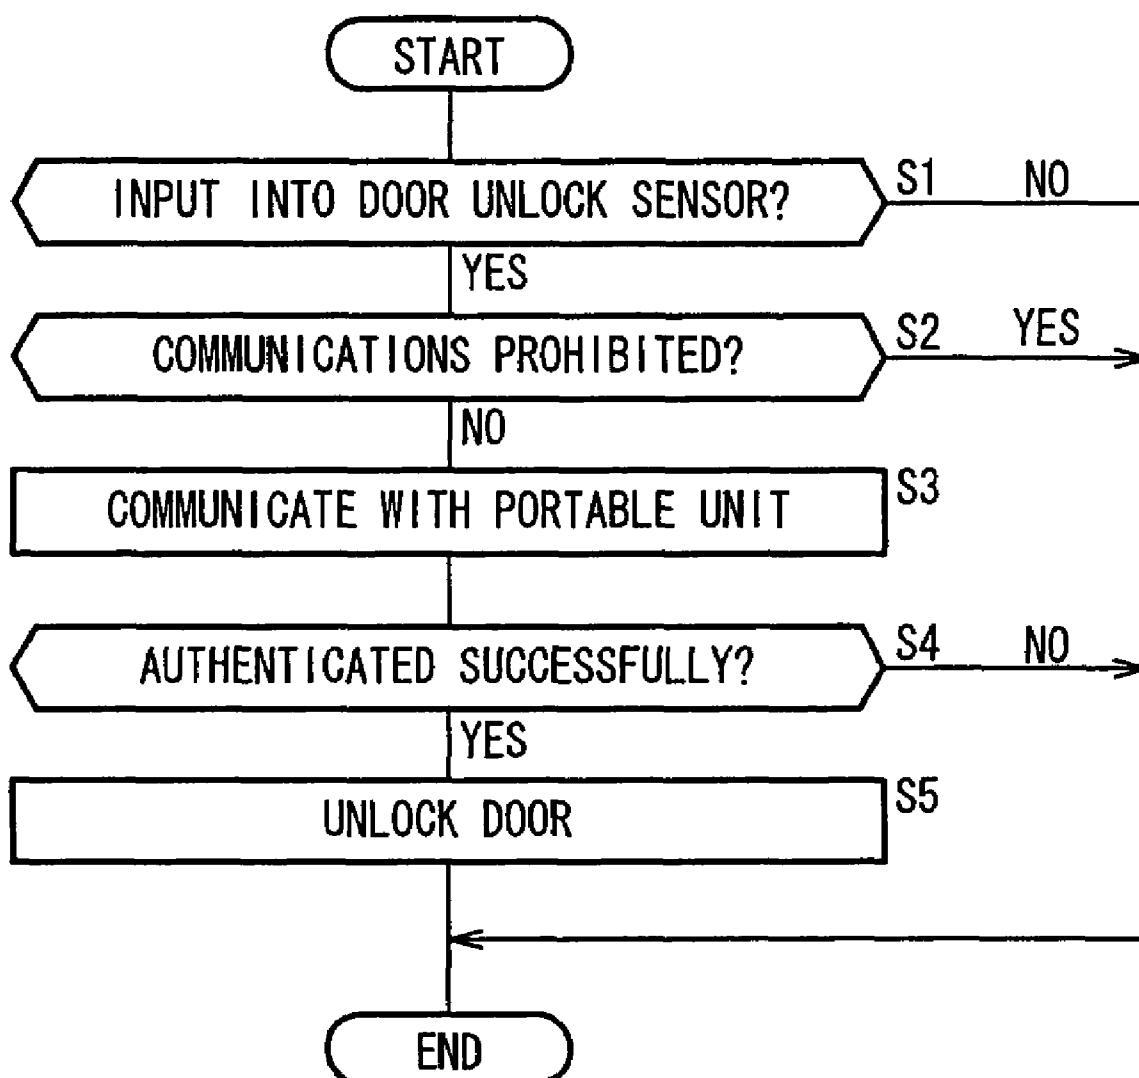 START
INPUT INTO DOOR UNLOCK SENSOR? S1 NO
YES
COMMUNICATIONS PROHIBITED? S2 YES
NO
COMMUNICATE WITH PORTABLE UNIT S3
AUTHENTICATED SUCCESSFULLY? S4 NO
YES
UNLOCK DOOR S5
END